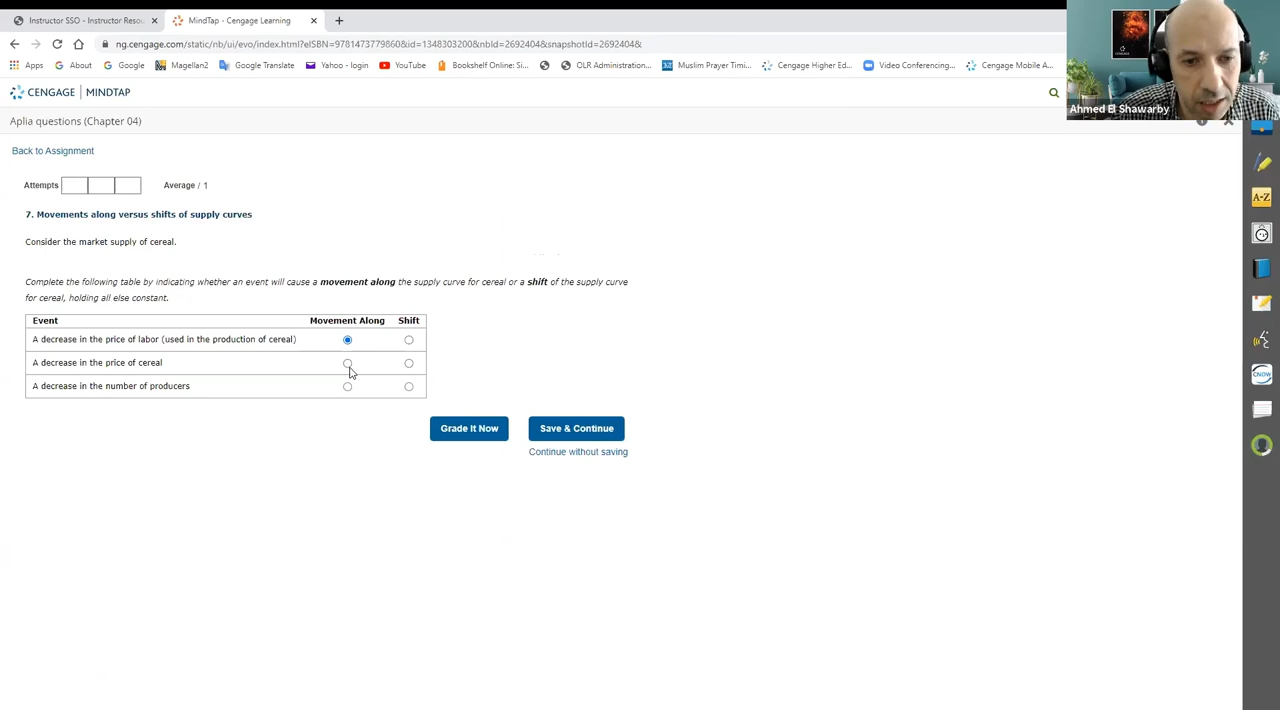 Instructor SSO - Instructor Resou
MindTap - Cengage Learning
ng.cengage.com/static/nb/ui/evo/index.html?eISBN=9781473779860&id=1348303200&nbId=2692404&snapshotId=2692404&
Apps About Google Magellan2 Google Translate Yahoo - login YouTube Bookshelf Online: Si... OLR Administration... Muslim Prayer Timi... Cengage Higher Ed... Video Conferencing... Cengage Mobile A...
Ahmed El Shawarby
CENGAGE MINDTAP
Aplia questions (Chapter 04)
Back to Assignment
A-Z
Attempts Average / 1
7. Movements along versus shifts of supply curves
Consider the market supply of cereal.
Complete the following table by indicating whether an event will cause a movement along the supply curve for cereal or a shift of the supply curve
for cereal, holding all else constant.
Event Movement Along Shift
A decrease in the price of labor (used in the production of cereal)
A decrease in the price of cereal
A decrease in the number of producers
CNOW
Grade It Now Save & Continue
Continue without saving